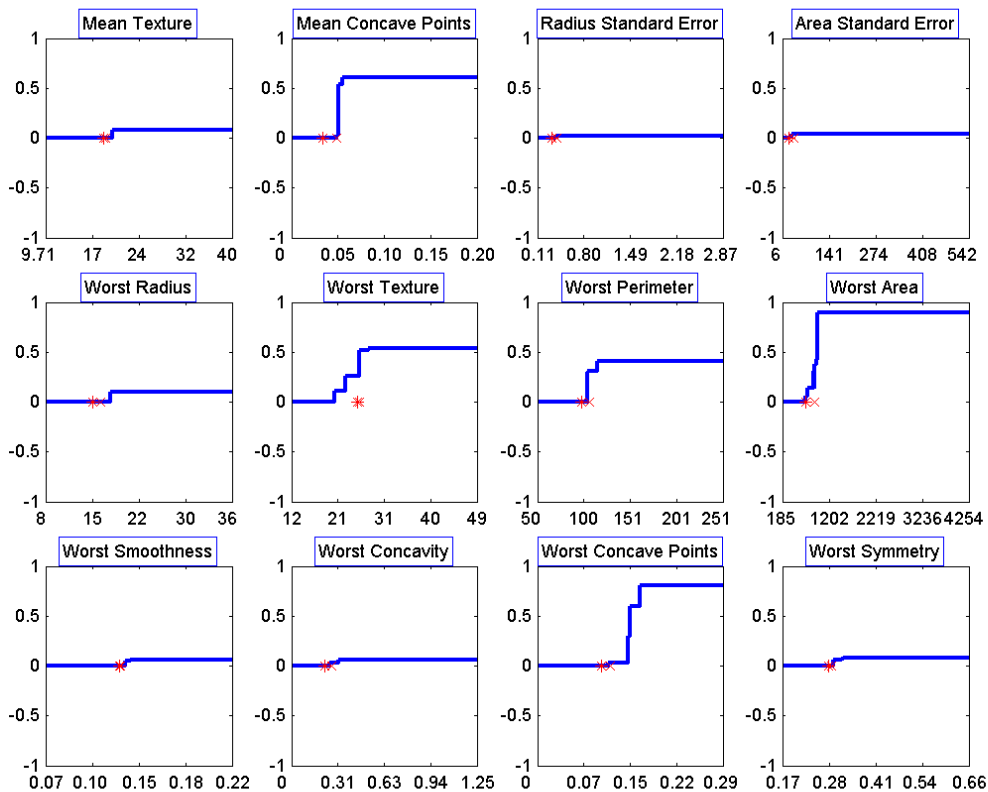 Mean Texture
Mean Concave Points
Radius Standard Error
Area Standard Error
1
0.5
0
-0.5
-1
9.71 17 24 32 40
1
0.5
0
-0.5
-1
0 0.05 0.10 0.15 0.20
1
0.5
0
-0.5
-1
0.11 0.80 1.49 2.18 2.87
1
0.5
0
-0.5
-1
6 141 274 408 542
Worst Radius
Worst Texture
Worst Perimeter
Worst Area
1
0.5
0
-0.5
-1
8 15 22 30 36
1
0.5
0
-0.5
-1
12 21 31 40 49
1
0.5
0
-0.5
-1
50 100 151 201 251
1
0.5
0
-0.5
-1
185 1202 2219 3236 4254
Worst Smoothness
Worst Concavity
Worst Concave Points
Worst Symmetry
1
0.5
0
-0.5
-1
0.07 0.10 0.15 0.18 0.22
1
0.5
0
-0.5
-1
0 0.31 0.63 0.94 1.25
1
0.5
0
-0.5
-1
0 0.07 0.15 0.22 0.29
1
0.5
0
-0.5
-1
0.17 0.28 0.41 0.54 0.66